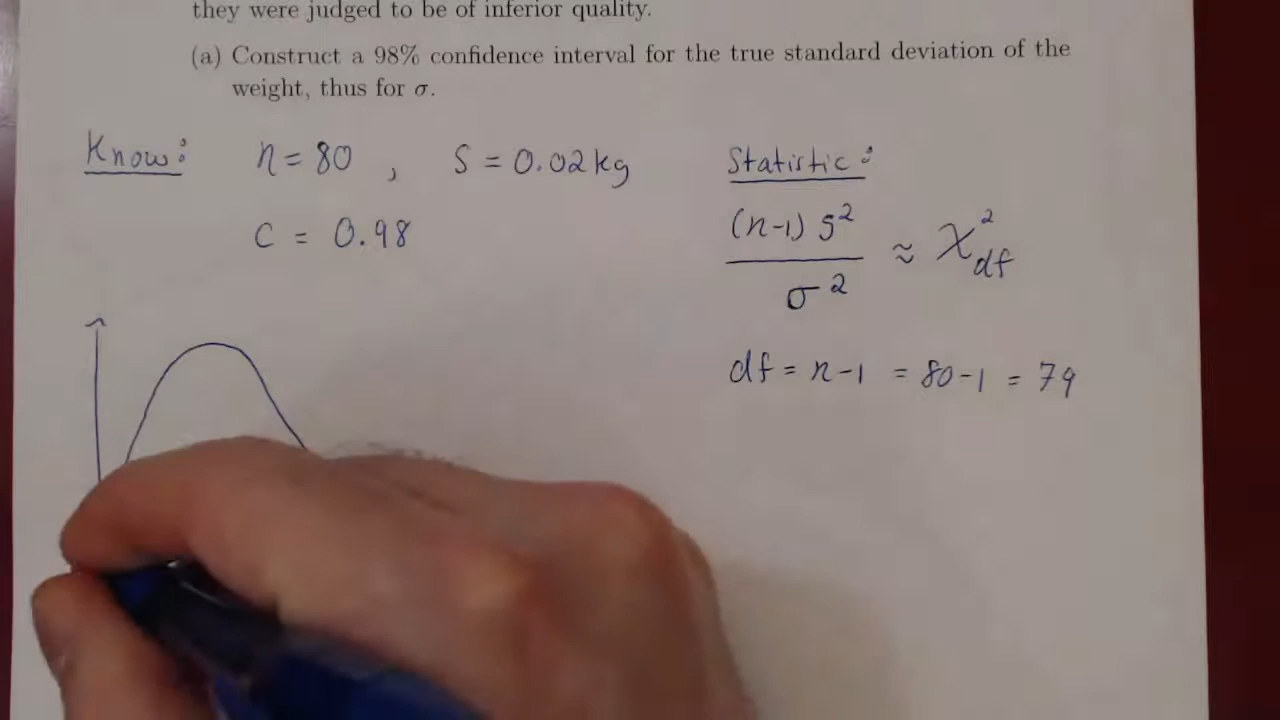 they were judged to be of inferior quality.
(a) Construct a 98% confidence interval for the true standard deviation of the
weight, thus for σ.
Know: n = 80 , S = 0.02 kg
C = 0.98
Statistic:
(n-1) S²
σ²
≈ χ²df
df = n-1 = 80-1 = 79